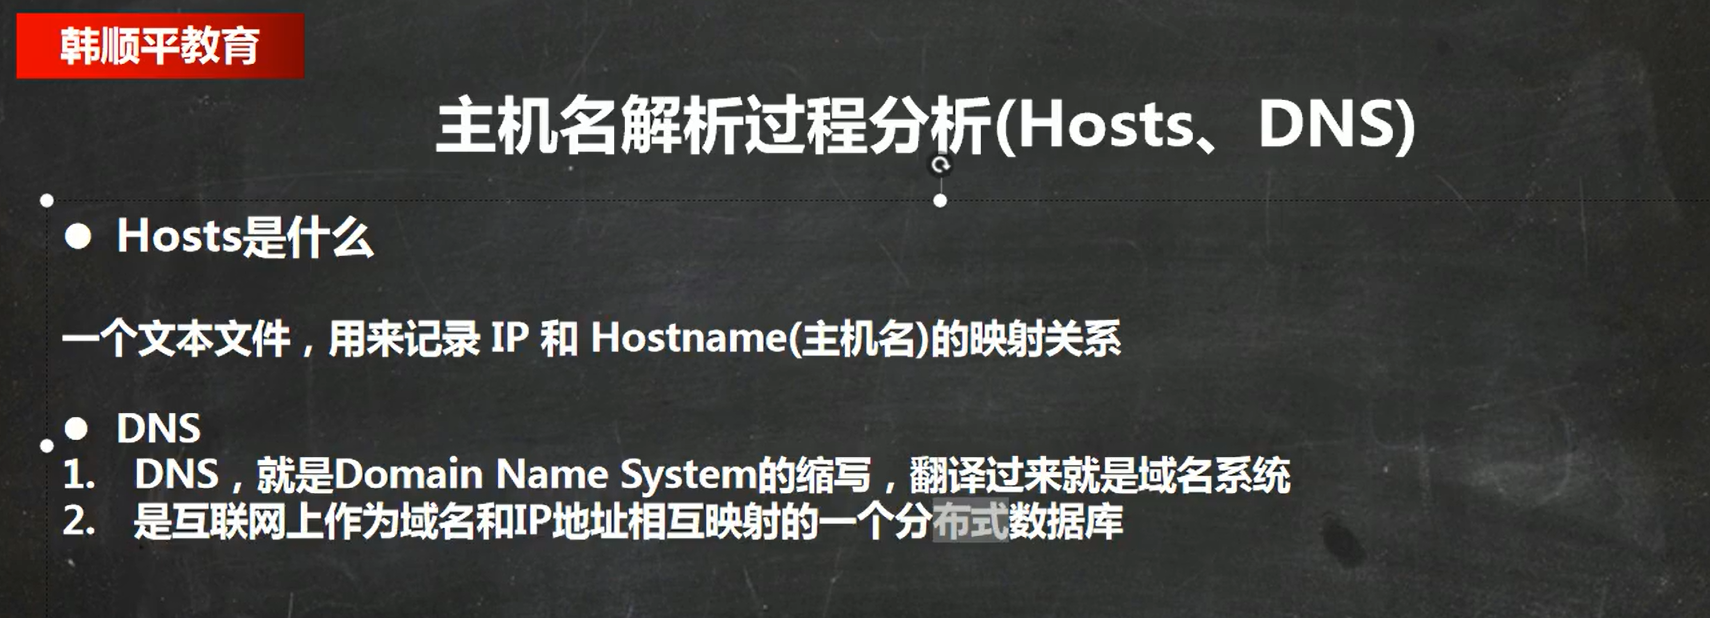 韩顺平教育
主机名解析过程分析(Hosts、DNS)
● Hosts是什么
一个文本文件，用来记录 IP 和 Hostname(主机名)的映射关系
● DNS
1. DNS，就是Domain Name System的缩写，翻译过来就是域名系统
2. 是互联网上作为域名和IP地址相互映射的一个分布式数据库